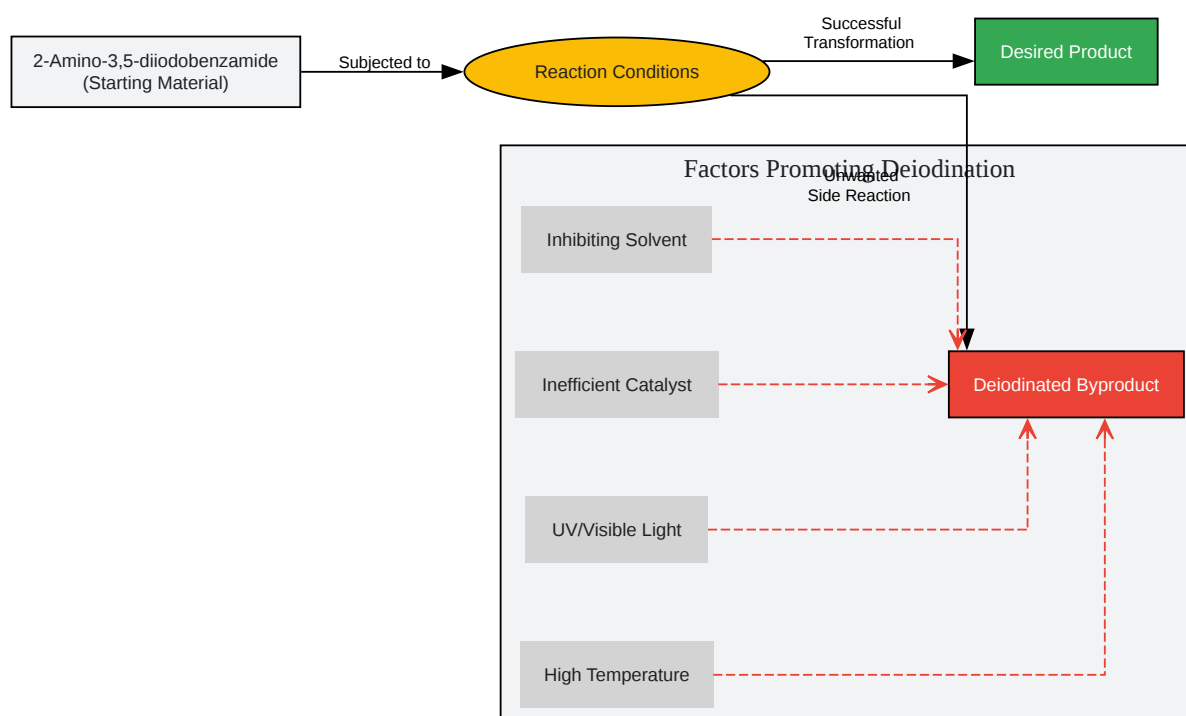 2-Amino-3,5-diiodobenzamide
(Starting Material)
Subjected to
Reaction Conditions
Successful
Transformation
Desired Product
Factors Promoting Deiodination
Unwanted
Side Reaction
Inhibiting Solvent
Inefficient Catalyst
Deiodinated Byproduct
UV/Visible Light
High Temperature